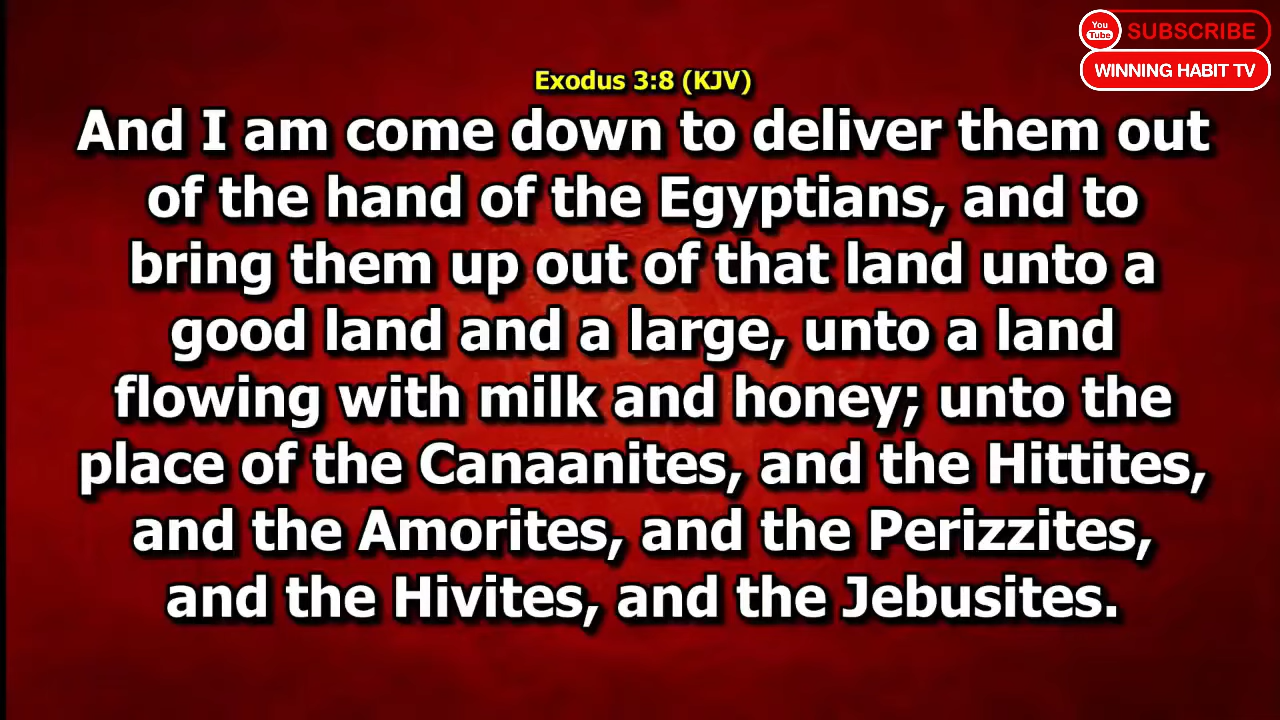 You
Tube
SUBSCRIBE
WINNING HABIT TV
Exodus 3:8 (KJV)
And I am come down to deliver them out
of the hand of the Egyptians, and to
bring them up out of that land unto a
good land and a large, unto a land
flowing with milk and honey; unto the
place of the Canaanites, and the Hittites,
and the Amorites, and the Perizzites,
and the Hivites, and the Jebusites.